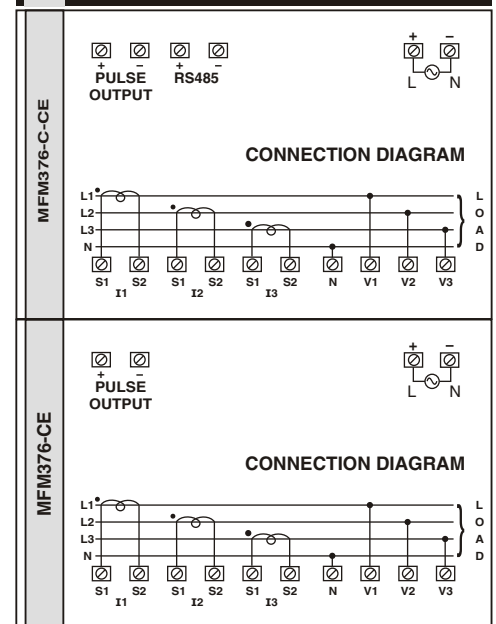 MFM376-C-CE
+ – + – + –
PULSE OUTPUT RS485 L N
CONNECTION DIAGRAM
L1 L
L2 O
L3 A
N D
S1 S2 S1 S2 S1 S2 N V1 V2 V3
I1 I2 I3
MFM376-CE
+ – + –
PULSE OUTPUT L N
CONNECTION DIAGRAM
L1 L
L2 O
L3 A
N D
S1 S2 S1 S2 S1 S2 N V1 V2 V3
I1 I2 I3